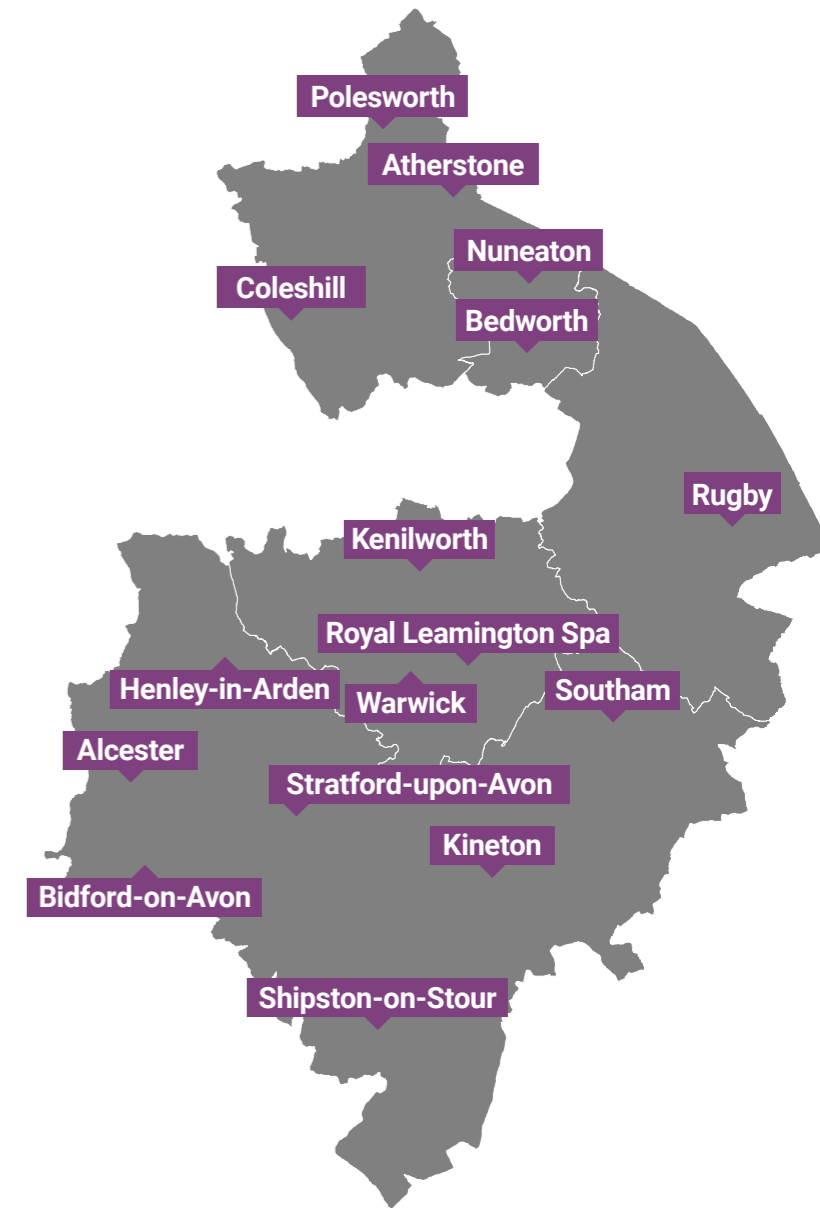 Polesworth
Atherstone
Nuneaton
Coleshill
Bedworth
Rugby
Kenilworth
Royal Leamington Spa
Henley-in-Arden
Warwick
Southam
Alcester
Stratford-upon-Avon
Kineton
Bidford-on-Avon
Shipston-on-Stour